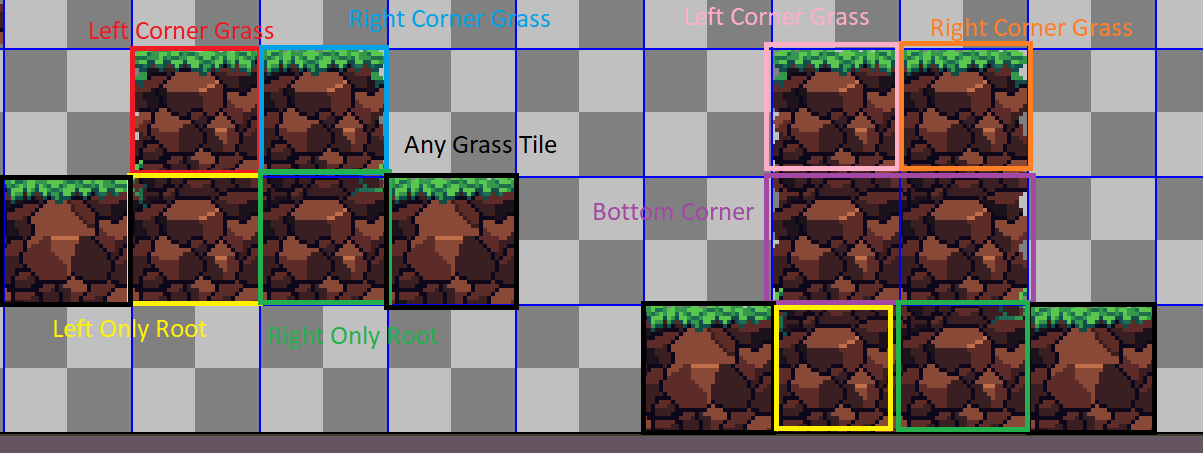 Left Corner Grass
Right Corner Grass
Left Corner Grass
Right Corner Grass
Any Grass Tile
Bottom Corner
Left Only Root
Right Only Root